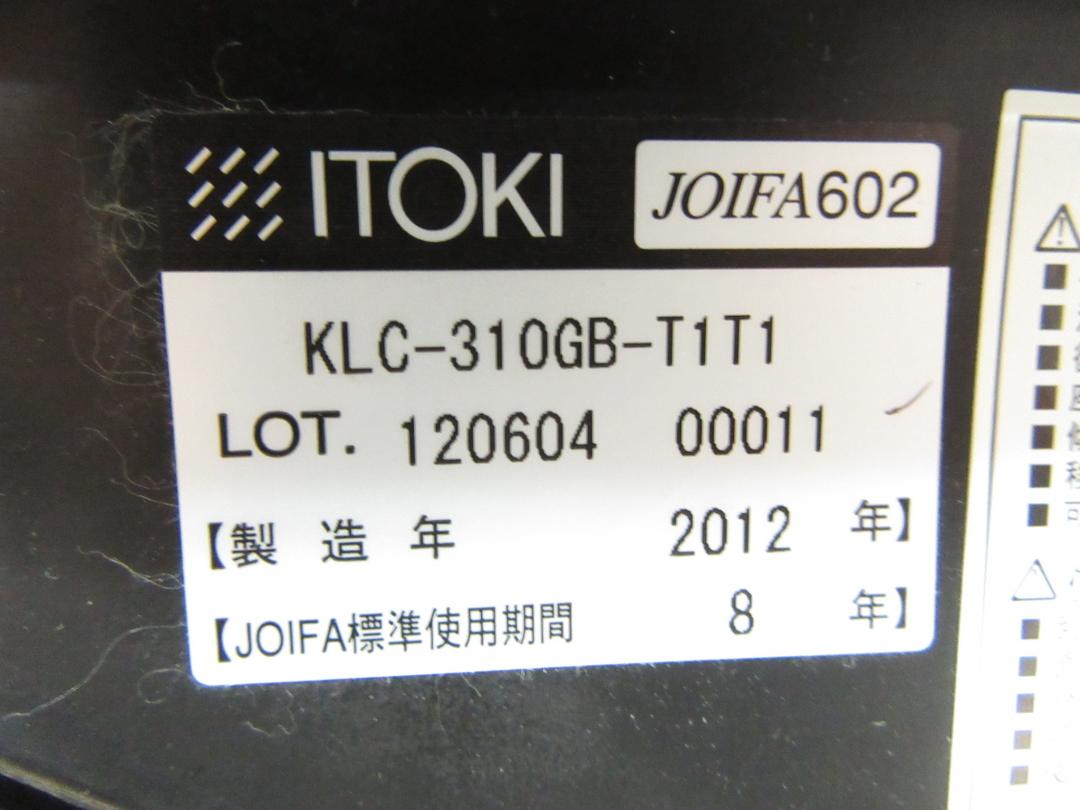 ITOKI JOIFA602
KLC-310GB-T1T1
LOT. 120604 00011
【製 造 年 2012 年】
【JOIFA標準使用期間 8 年】